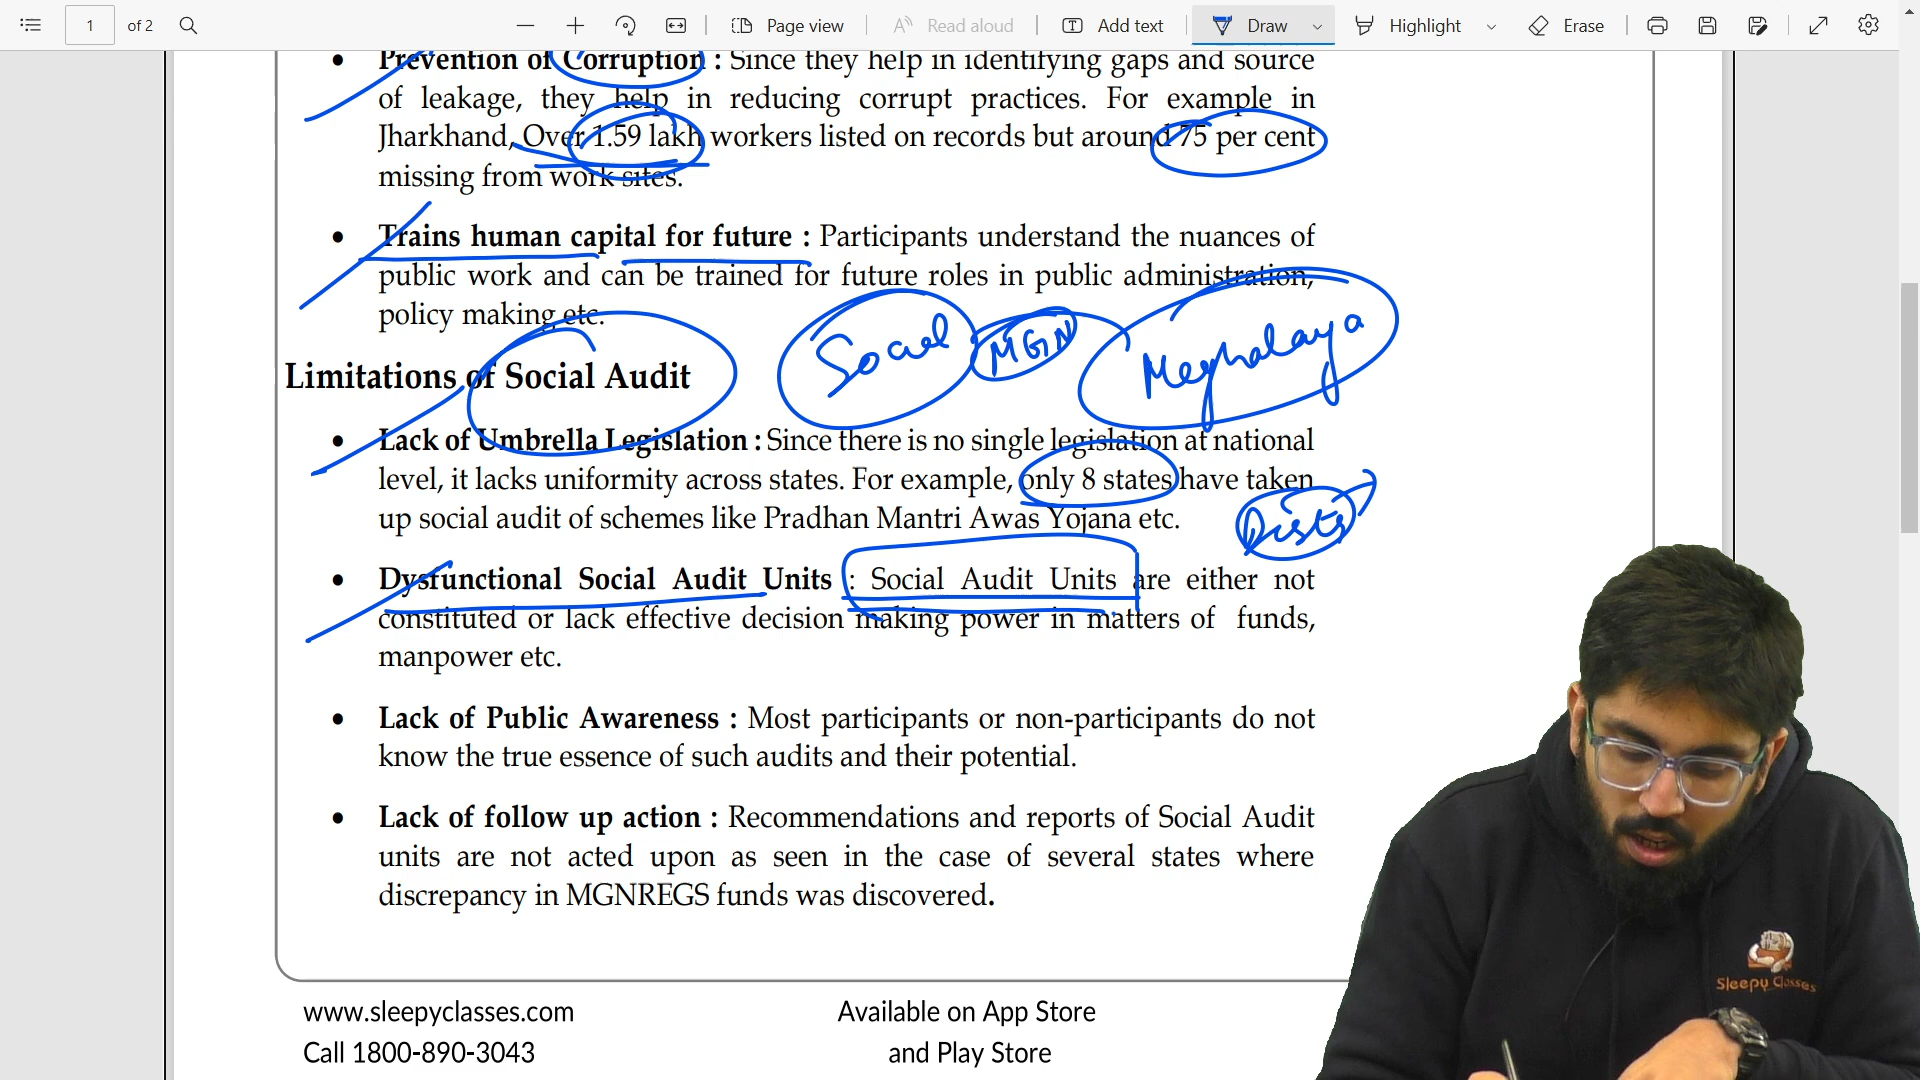 1 of 2 Page view Read aloud Add text Draw Highlight Erase
• Prevention of Corruption : Since they help in identifying gaps and source
of leakage, they help in reducing corrupt practices. For example in
Jharkhand, Over 1.59 lakh workers listed on records but around 75 per cent
missing from work sites.
• Trains human capital for future : Participants understand the nuances of
public work and can be trained for future roles in public administration,
policy making etc.
Social MGN Meghalaya
Limitations of Social Audit
• Lack of Umbrella Legislation : Since there is no single legislation at national
level, it lacks uniformity across states. For example, only 8 states have taken
up social audit of schemes like Pradhan Mantri Awas Yojana etc.
Dists
• Dysfunctional Social Audit Units : Social Audit Units are either not
constituted or lack effective decision making power in matters of funds,
manpower etc.
• Lack of Public Awareness : Most participants or non-participants do not
know the true essence of such audits and their potential.
• Lack of follow up action : Recommendations and reports of Social Audit
units are not acted upon as seen in the case of several states where
discrepancy in MGNREGS funds was discovered.
Sleepy Classes
www.sleepyclasses.com
Call 1800-890-3043
Available on App Store
and Play Store